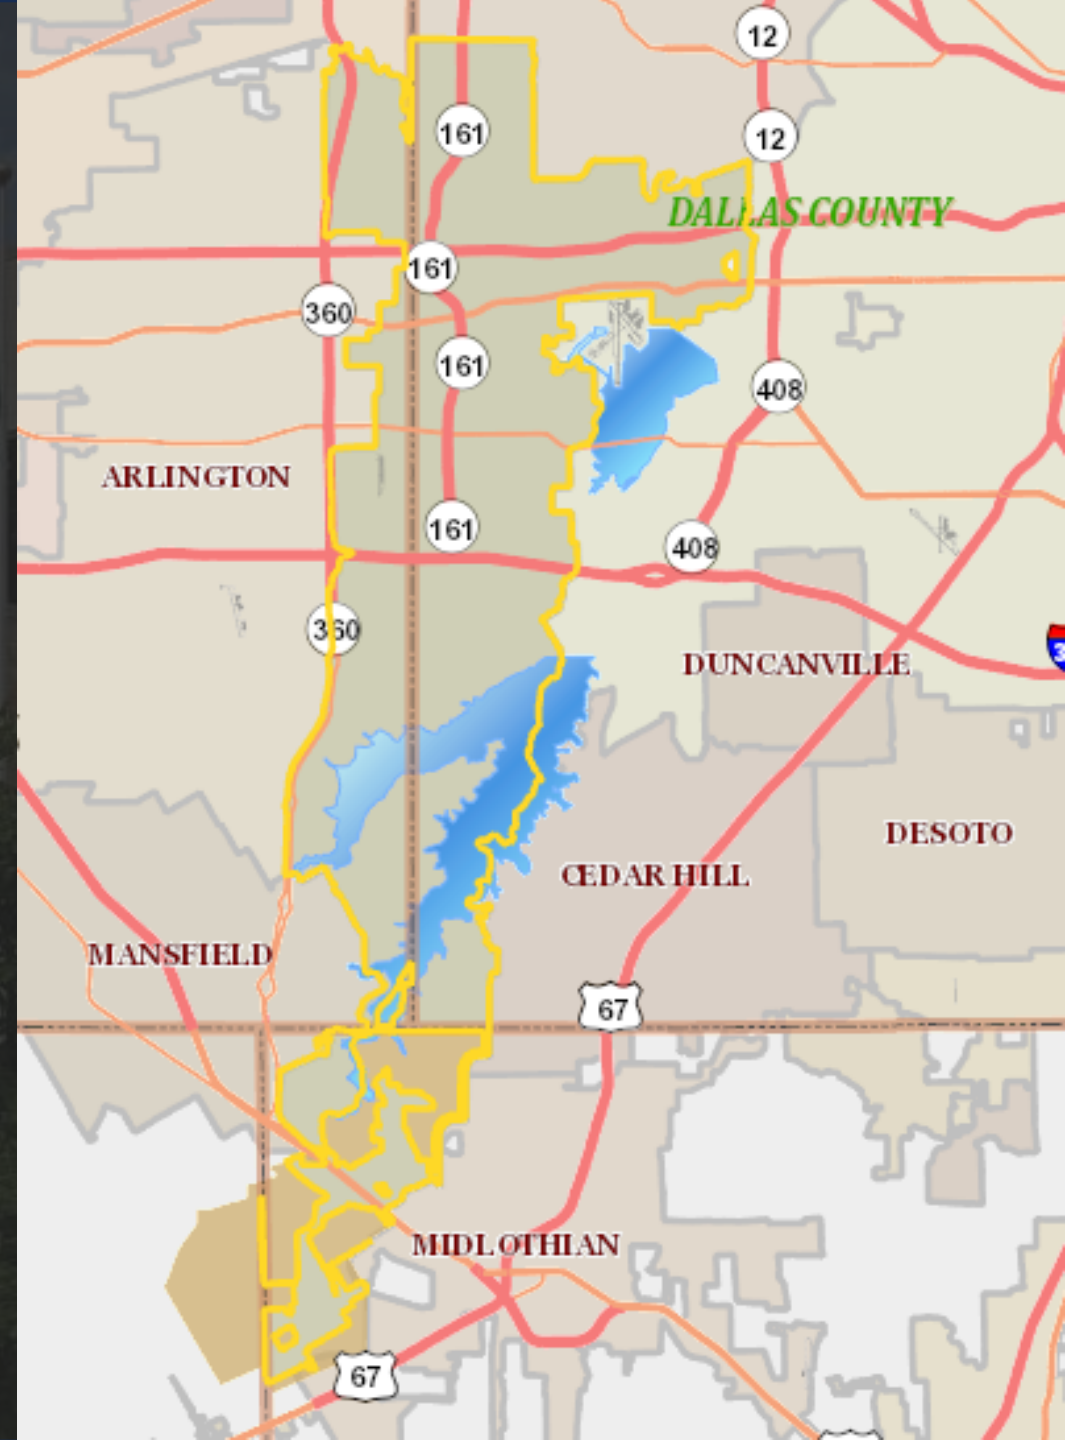 12
161
12
DALLAS COUNTY
161
360
161
408
ARLINGTON
161
408
360
3
DUNCANVILLE
DESOTO
CEDAR HILL
MANSFIELD
67
MIDLOTHIAN
67